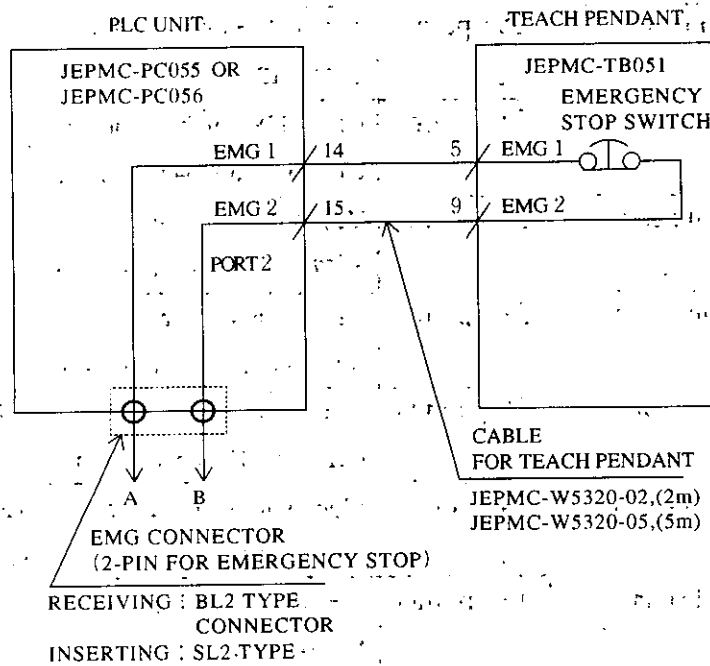 PLC UNIT
JEPMC-PC055 OR
JEPMC-PC056
EMG 1
14
EMG 2
15
PORT 2
TEACH PENDANT
JEPMC-TB051
EMERGENCY
STOP SWITCH
5
EMG 1
9
EMG 2
A
B
CABLE
FOR TEACH PENDANT
JEPMC-W5320-02,(2m)
JEPMC-W5320-05,(5m)
EMG CONNECTOR
(2-PIN FOR EMERGENCY STOP)
RECEIVING : BL2 TYPE
CONNECTOR
INSERTING : SL2 TYPE